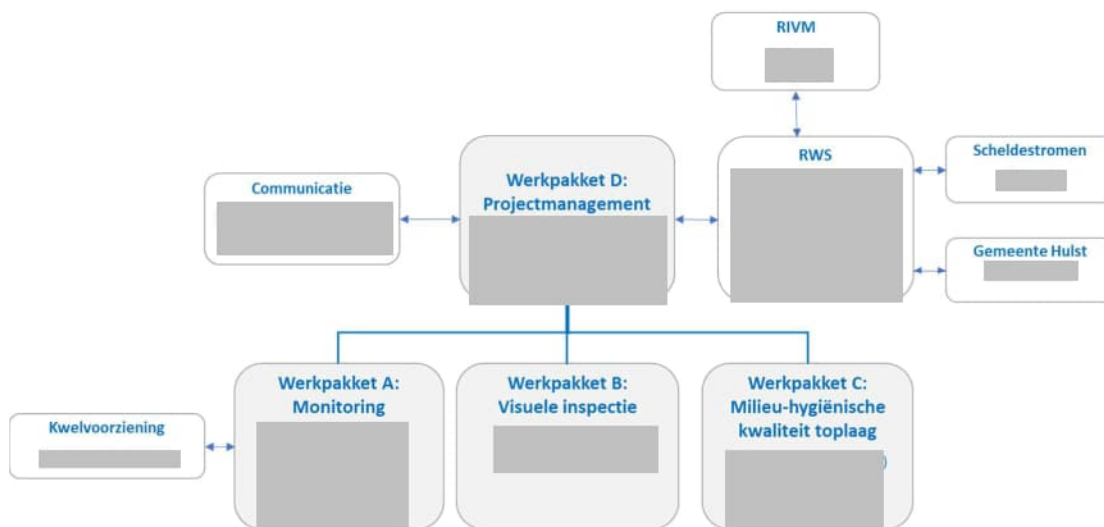 RIVM
RWS
Scheldestromen
Communicatie
Werkpakket D:
Projectmanagement
Gemeente Hulst
Werkpakket A:
Monitoring
Werkpakket B:
Visuele inspectie
Werkpakket C:
Milieu-hygiënische
kwaliteit toplaag
)
Kwelvoorziening